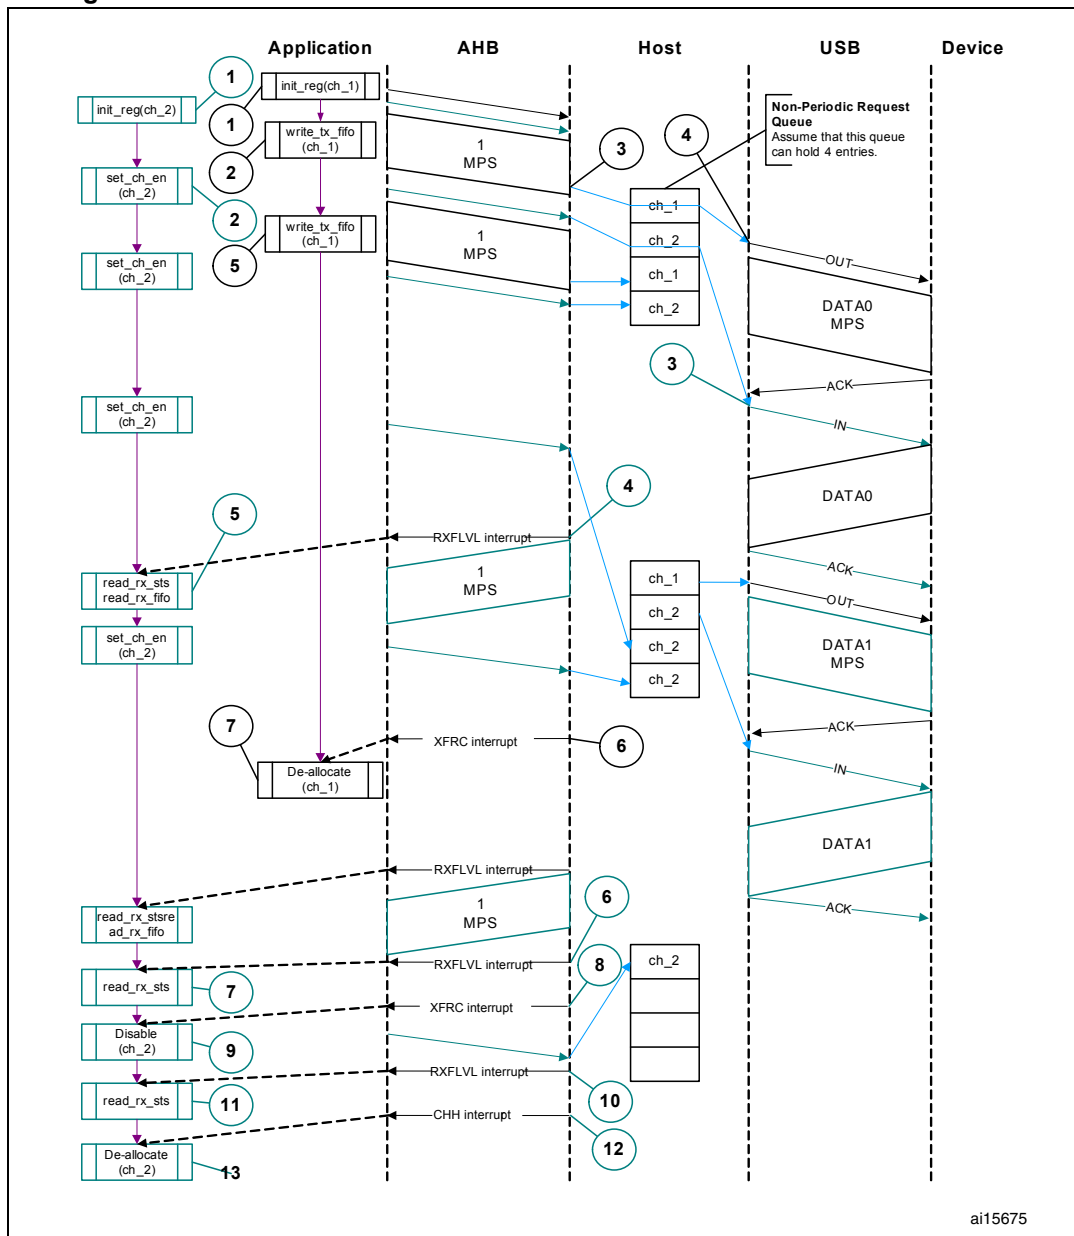 Application AHB Host USB Device
1
init_reg(ch_2)
init_reg(ch_1)
1
Non-Periodic Request
Queue
Assume that this queue
can hold 4 entries.
write_tx_fifo
(ch_1)
2
1
MPS
3
4
set_ch_en
(ch_2)
2
ch_1
write_tx_fifo
(ch_1)
5
1
MPS
ch_2
set_ch_en
(ch_2)
ch_1
ch_2
OUT
DATA0
MPS
3
ACK
set_ch_en
(ch_2)
IN
4
DATA0
5
RXFLVL interrupt
read_rx_sts
read_rx_fifo
1
MPS
ch_1
ACK
OUT
set_ch_en
(ch_2)
ch_2
ch_2
ch_2
DATA1
MPS
7
XFRC interrupt
6
ACK
De-allocate
(ch_1)
IN
DATA1
RXFLVL interrupt
read_rx_stsre
ad_rx_fifo
1
MPS
6
ACK
RXFLVL interrupt
8
ch_2
read_rx_sts
7
XFRC interrupt
Disable
(ch_2)
9
RXFLVL interrupt
read_rx_sts
11
10
CHH interrupt
12
De-allocate
(ch_2)
13
ai15675